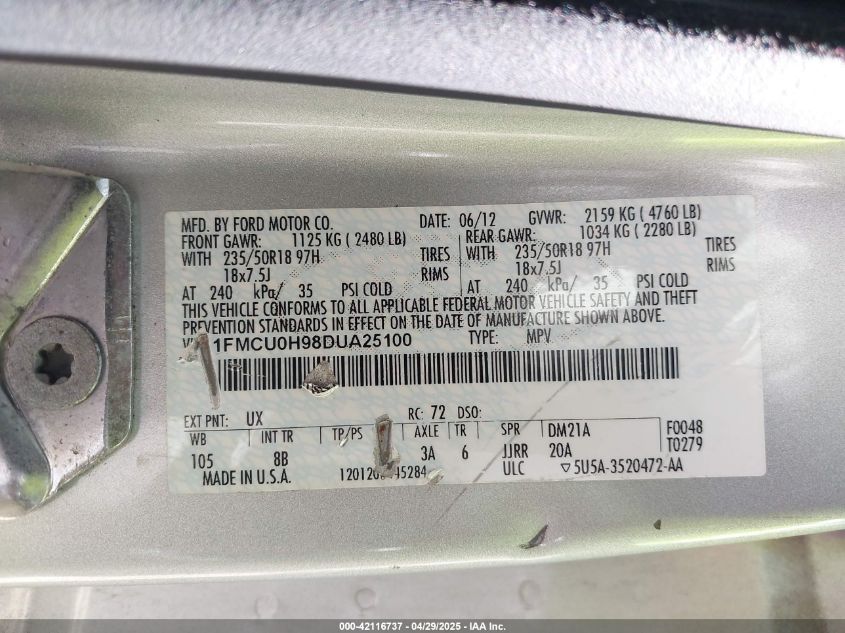 MFD. BY FORD MOTOR CO. DATE: 06/12 GVWR: 2159 KG ( 4760 LB)
FRONT GAWR: 1125 KG ( 2480 LB) REAR GAWR: 1034 KG ( 2280 LB)
WITH 235/50R18 97H TIRES WITH 235/50R18 97H TIRES
18x7.5J RIMS 18x7.5J RIMS
AT 240 kPa/ 35 PSI COLD AT 240 kPa/ 35 PSI COLD
THIS VEHICLE CONFORMS TO ALL APPLICABLE FEDERAL MOTOR VEHICLE SAFETY AND THEFT
PREVENTION STANDARDS IN EFFECT ON THE DATE OF MANUFACTURE SHOWN ABOVE.
1FMCU0H98DUA25100 TYPE: MPV
EXT PNT: UX RC: 72 DSO:
WB INT TR TP/PS AXLE TR SPR DM21A F0048
105 8B 3A 6 JJRR 20A T0279
MADE IN U.S.A. ULC ▽5U5A-3520472-AA
000-42116737 | 04/29/2025 - IAA Inc.